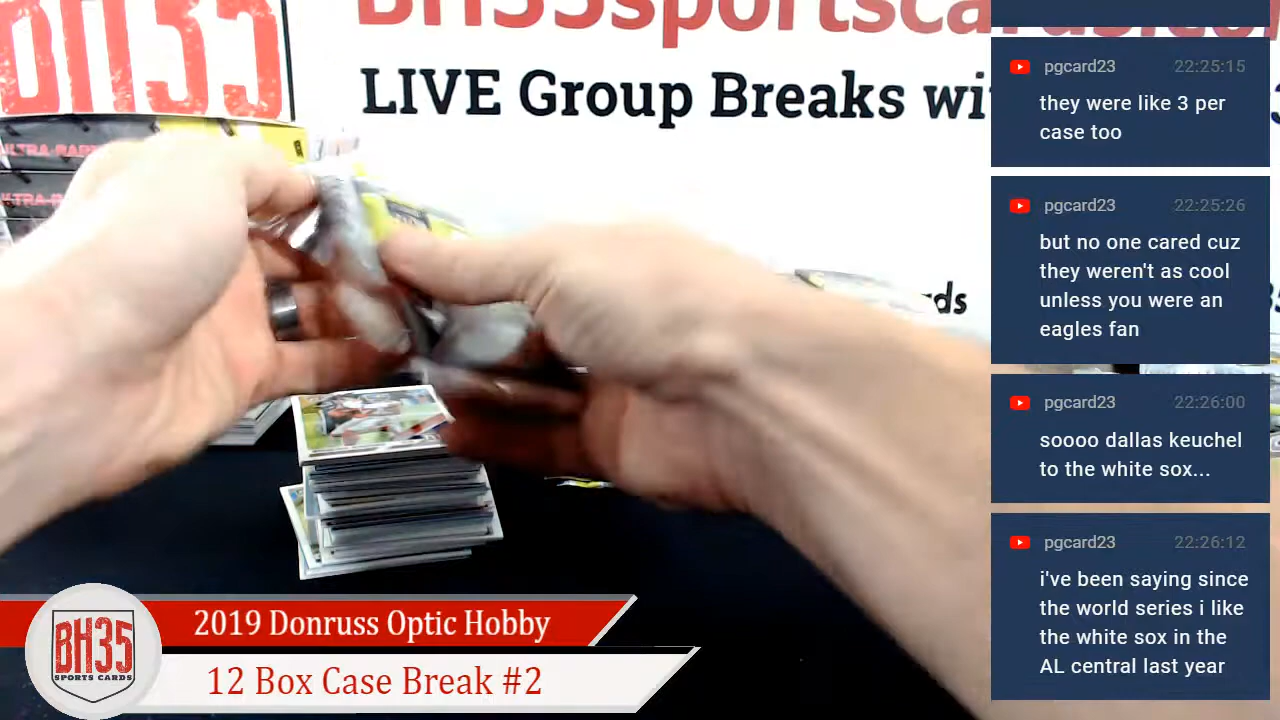 BH35
BH35sportscards.com
LIVE Group Breaks wi
ULTRA-RA
ds
pgcard23 22:25:15
they were like 3 per
case too
pgcard23 22:25:26
but no one cared cuz
they weren't as cool
unless you were an
eagles fan
pgcard23 22:26:00
soooo dallas keuchel
to the white sox...
pgcard23 22:26:12
i've been saying since
the world series i like
the white sox in the
AL central last year
BH35
SPORTS CARDS
2019 Donruss Optic Hobby
12 Box Case Break #2